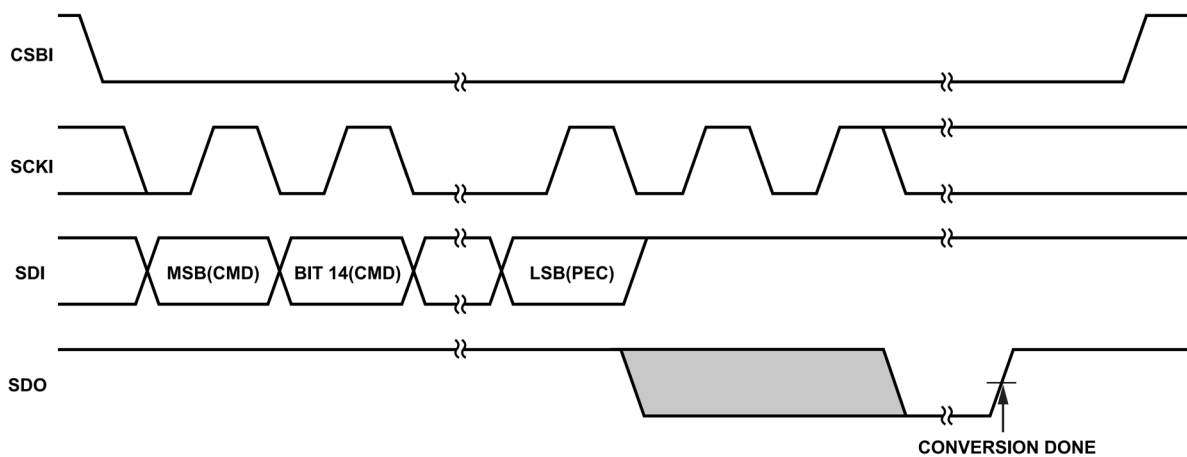 CSBI
SCKI
SDI
MSB(CMD)
BIT 14(CMD)
LSB(PEC)
SDO
CONVERSION DONE